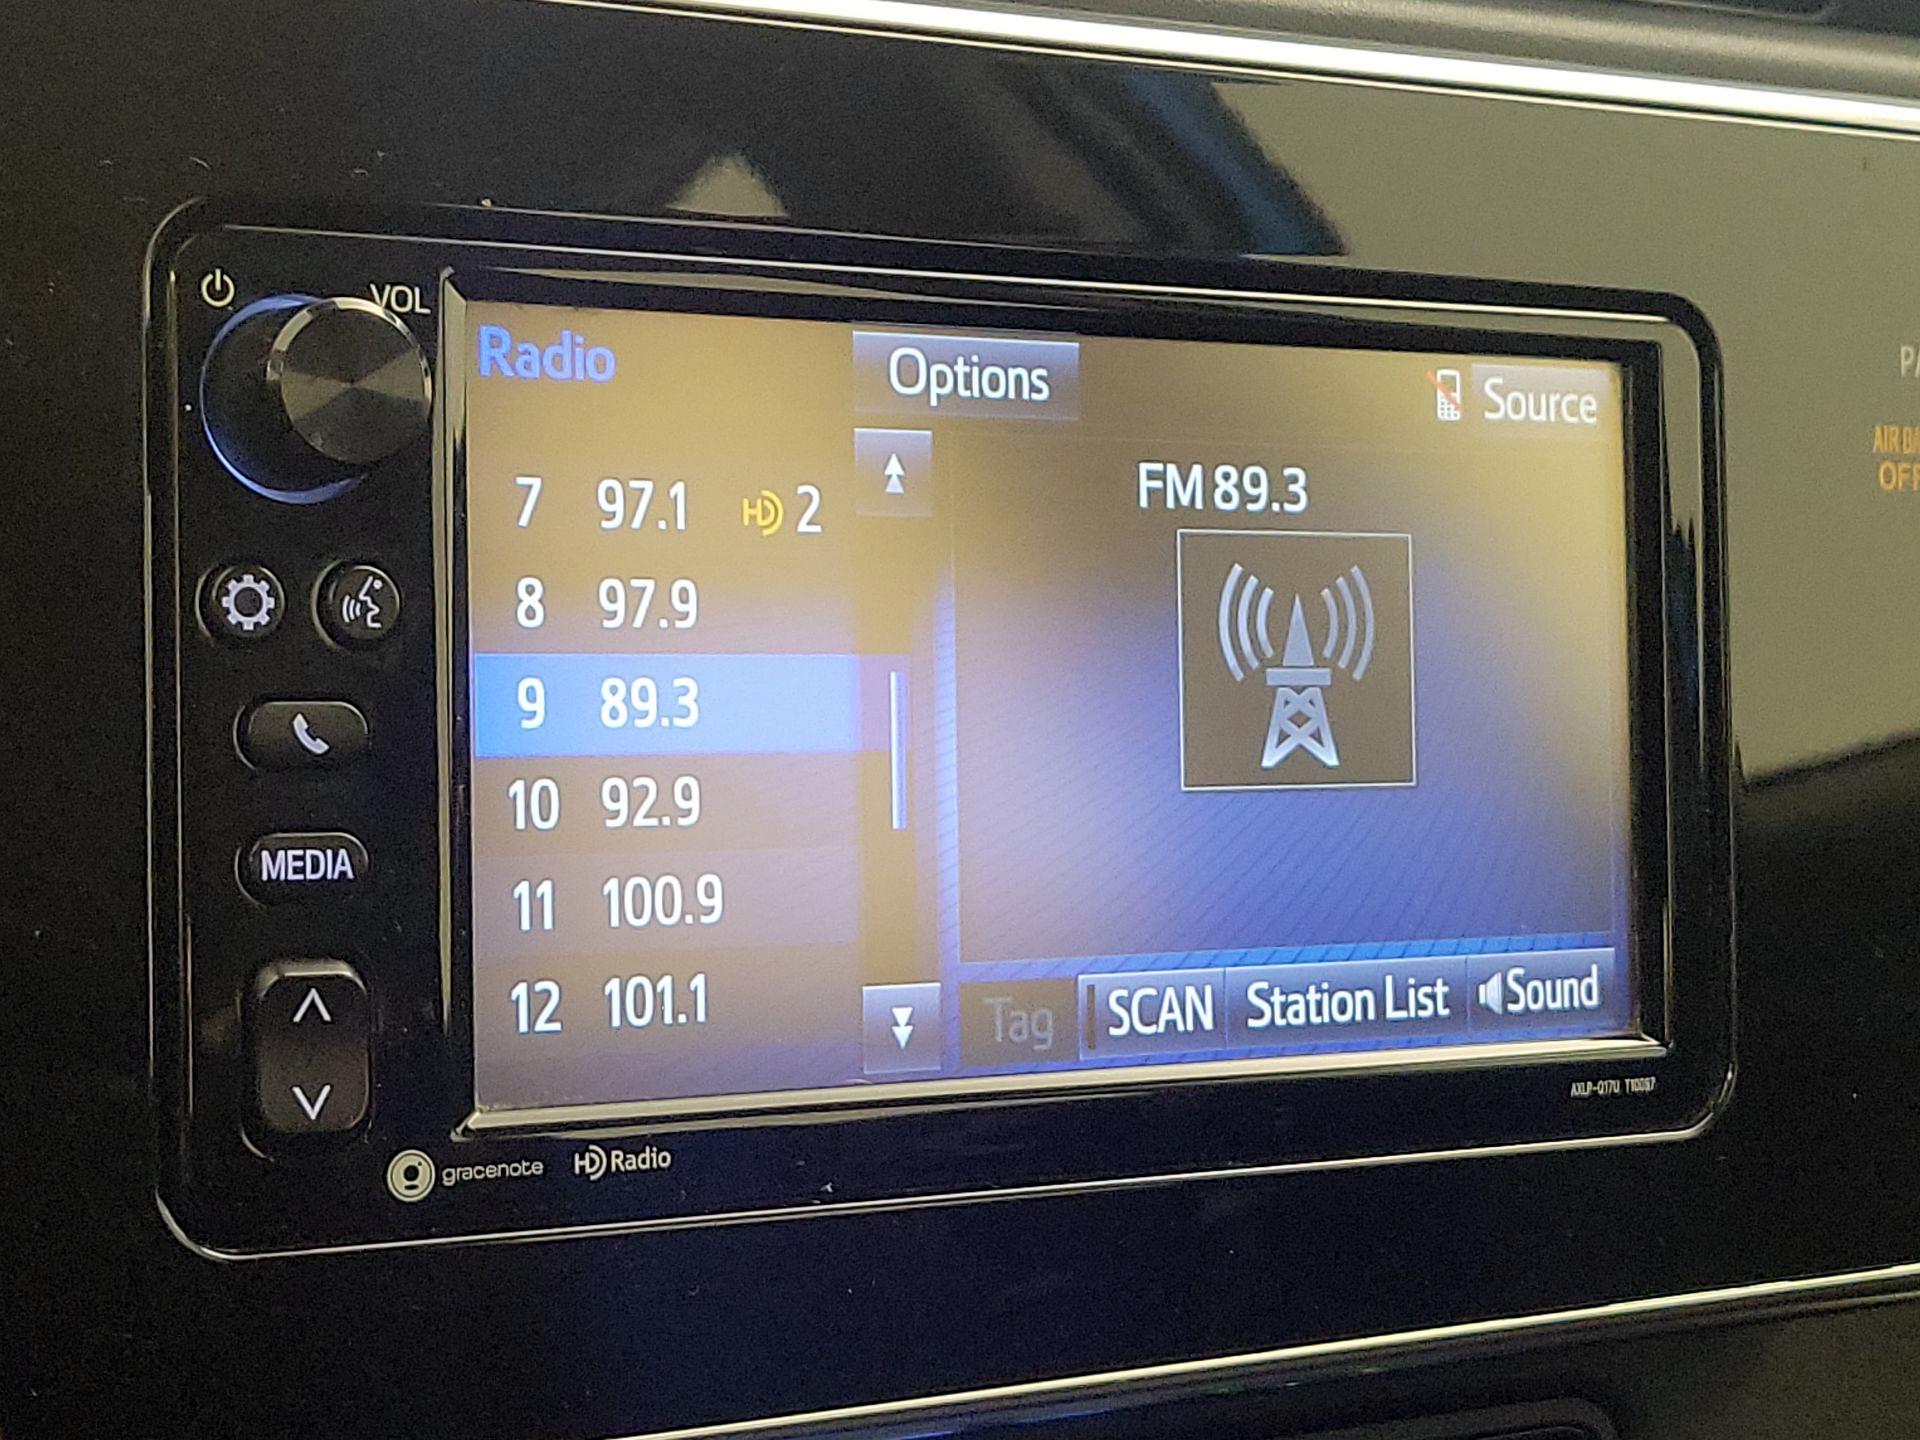 VOL
Radio
Options
Source
7 97.1 HD 2
8 97.9
9 89.3
10 92.9
11 100.9
12 101.1
FM 89.3
Tag
SCAN
Station List
Sound
MEDIA
gracenote
HD Radio
OFF